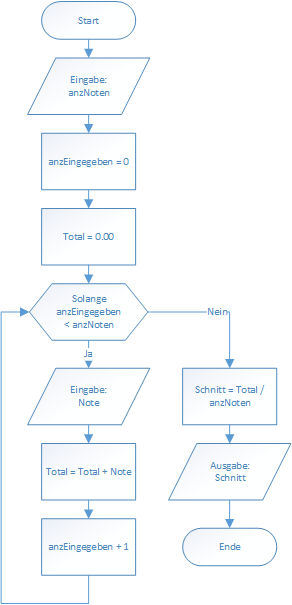 Start
Eingabe:
anzNoten
anzEingegeben = 0
Total = 0.00
Solange
anzEingegeben
< anzNoten
Nein
Ja
Eingabe:
Note
Total = Total + Note
anzEingegeben + 1
Schnitt = Total /
anzNoten
Ausgabe:
Schnitt
Ende